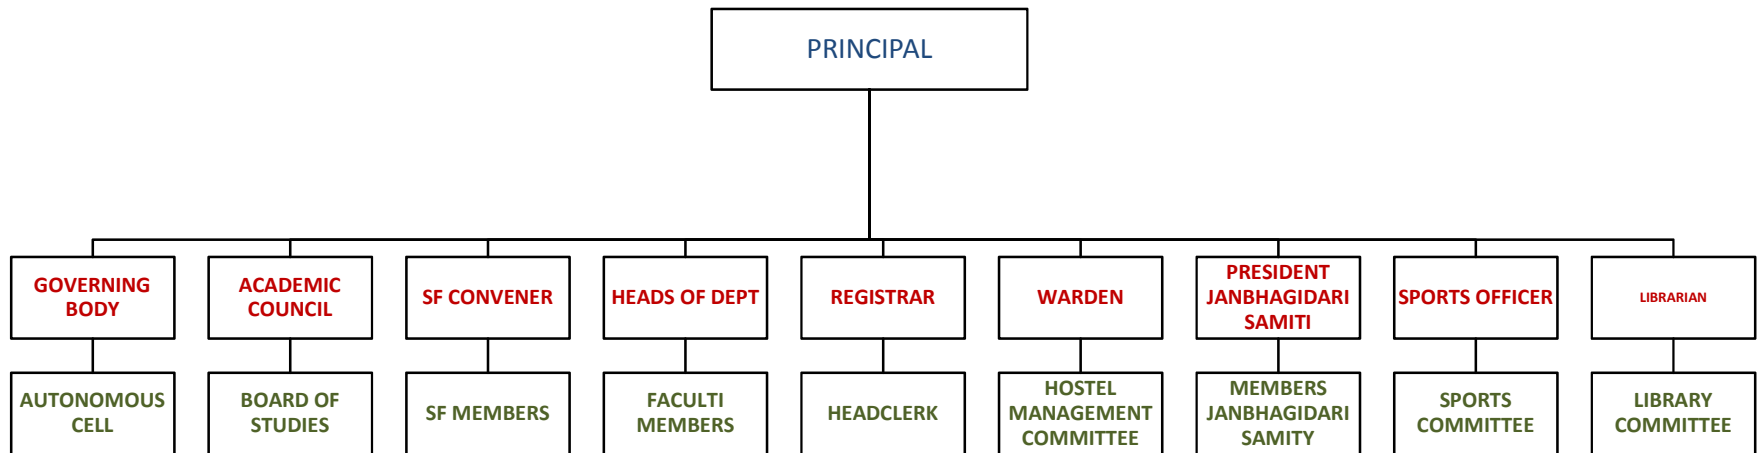 PRINCIPAL
GOVERNING
BODY
ACADEMIC
COUNCIL
SF CONVENER
HEADS OF DEPT
REGISTRAR
WARDEN
PRESIDENT
JANBHAGIDARI
SAMITI
SPORTS OFFICER
LIBRARIAN
AUTONOMOUS
CELL
BOARD OF
STUDIES
SF MEMBERS
FACULTI
MEMBERS
HEADCLERK
HOSTEL
MANAGEMENT
COMMITTEE
MEMBERS
JANBHAGIDARI
SAMITY
SPORTS
COMMITTEE
LIBRARY
COMMITTEE